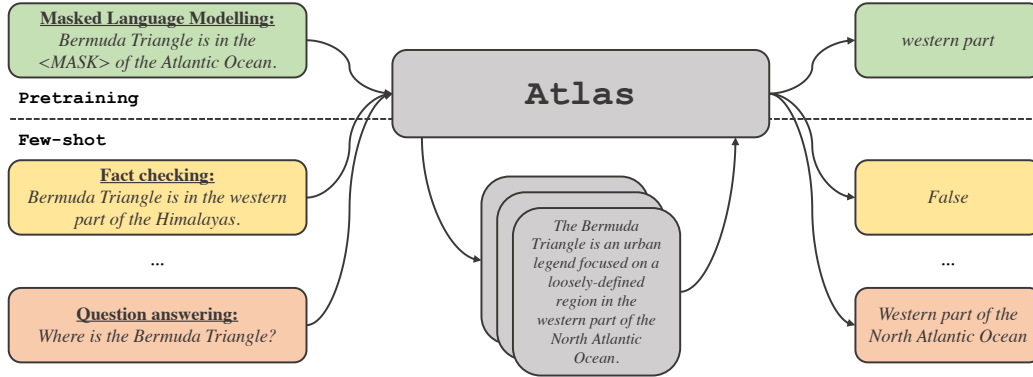 Masked Language Modelling:
Bermuda Triangle is in the
<MASK> of the Atlantic Ocean.
Pretraining
Few-shot
Fact checking:
Bermuda Triangle is in the western
part of the Himalayas.
...
Question answering:
Where is the Bermuda Triangle?
Atlas
The Bermuda
Triangle is an urban
legend focused on a
loosely-defined
region in the
western part of the
North Atlantic
Ocean.
western part
False
...
Western part of the
North Atlantic Ocean